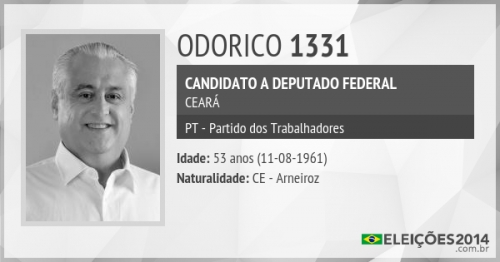 ODORICO 1331
CANDIDATO A DEPUTADO FEDERAL
CEARÁ
PT - Partido dos Trabalhadores
Idade: 53 anos (11-08-1961)
Naturalidade: CE - Arneiroz
ELEIÇÕES2014
.com.br